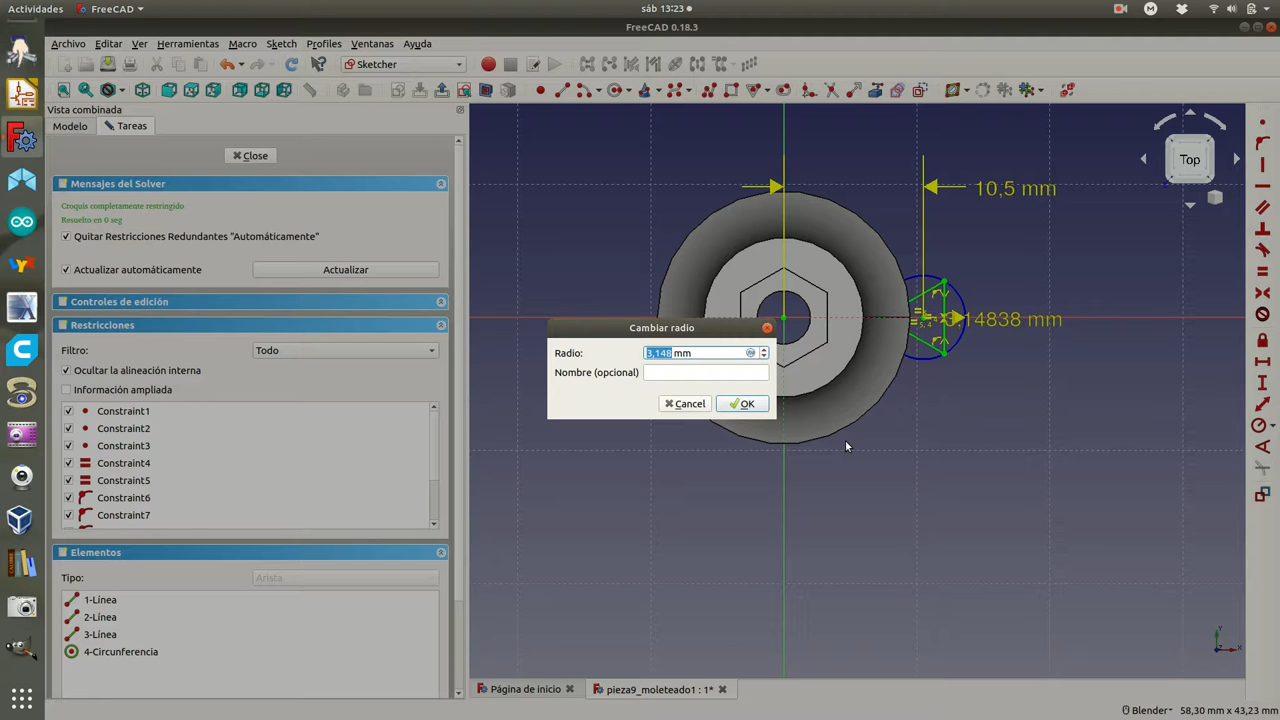 Actividades FreeCAD sáb 13:23
FreeCAD 0.18.3
Archivo Editar Ver Herramientas Macro Sketch Profiles Ventanas Ayuda
Sketcher
Vista combinada
Modelo Tareas
Close
Mensajes del Solver
Croquis completamente restringido
Resuelto en 0 seg
Quitar Restricciones Redundantes "Automáticamente"
Actualizar automáticamente Actualizar
Controles de edición
Restricciones
Filtro: Todo
Ocultar la alineación interna
Información ampliada
Constraint1
Constraint2
Constraint3
Constraint4
Constraint5
Constraint6
Constraint7
Elementos
Tipo: Arista
1-Línea
2-Línea
3-Línea
4-Circunferencia
Top
10,5 mm
14838 mm
Cambiar radio
Radio: 3,148 mm
Nombre (opcional)
Cancel OK
Página de inicio pieza9_moleteado1 : 1*
Blender 58,30 mm x 43,23 mm